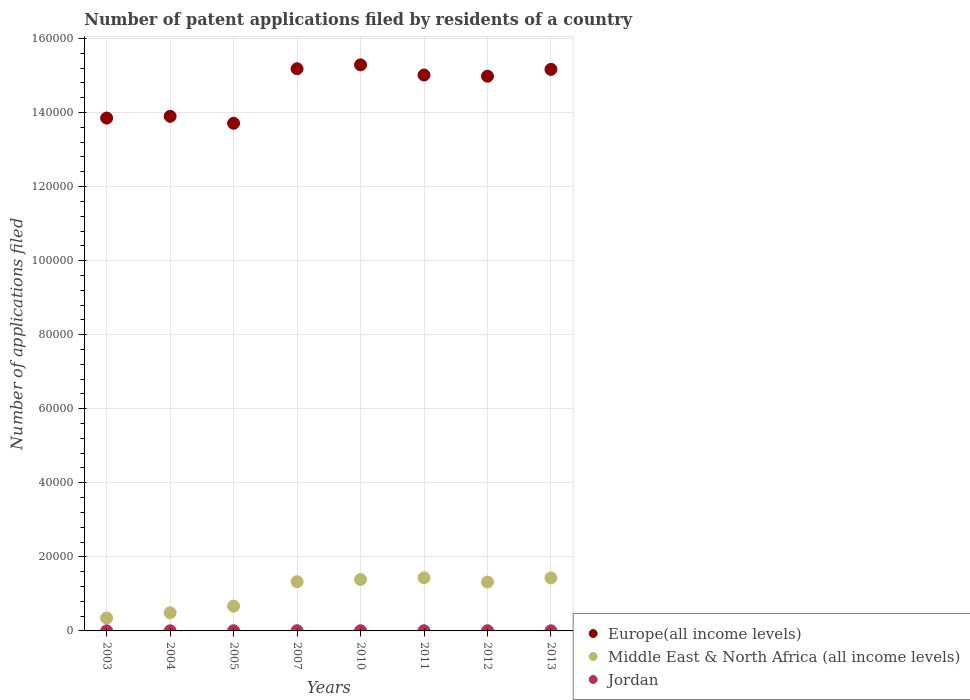 Number of patent applications filed by residents of a country
160000
140000
120000
100000
80000
60000
40000
20000
0
Number of applications filed
2003
2004
2005
2007
2010
2011
2012
2013
Years
Europe(all income levels)
Middle East & North Africa (all income levels)
Jordan